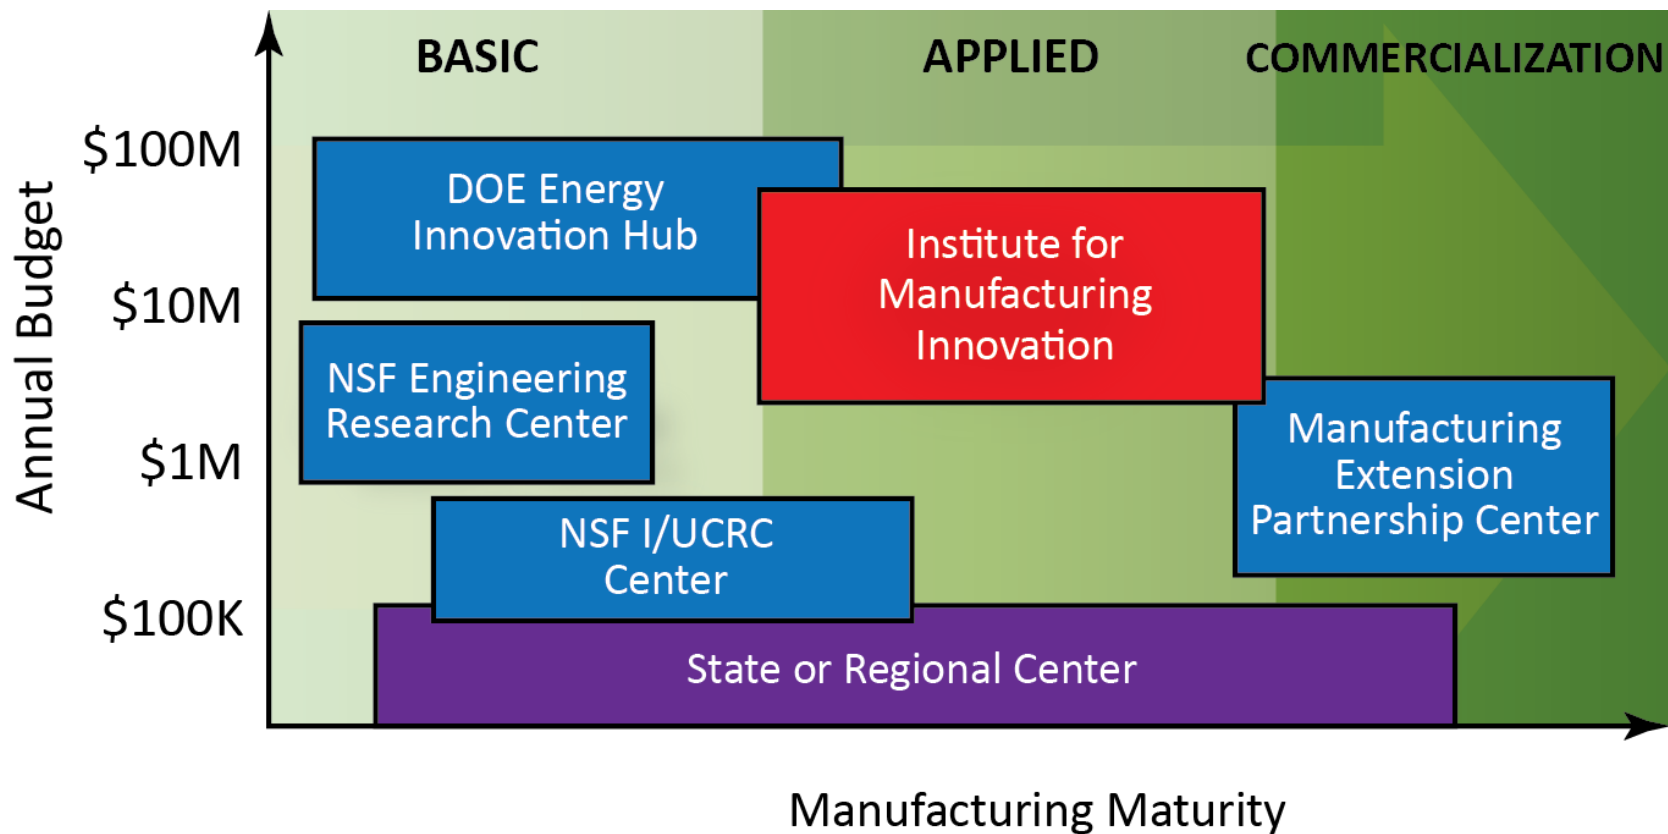 BASIC
APPLIED
COMMERCIALIZATION
Annual Budget
$100M
$10M
$1M
$100K
DOE Energy
Innovation Hub
Institute for
Manufacturing
Innovation
NSF Engineering
Research Center
Manufacturing
Extension
Partnership Center
NSF I/UCRC
Center
State or Regional Center
Manufacturing Maturity